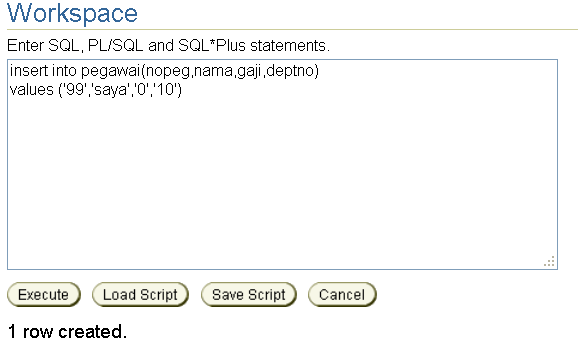 Workspace
Enter SQL, PL/SQL and SQL*Plus statements.
insert into pegawai(nopeg,nama,gaji,deptno)
values ('99','saya','0','10')
Execute Load Script Save Script Cancel
1 row created.